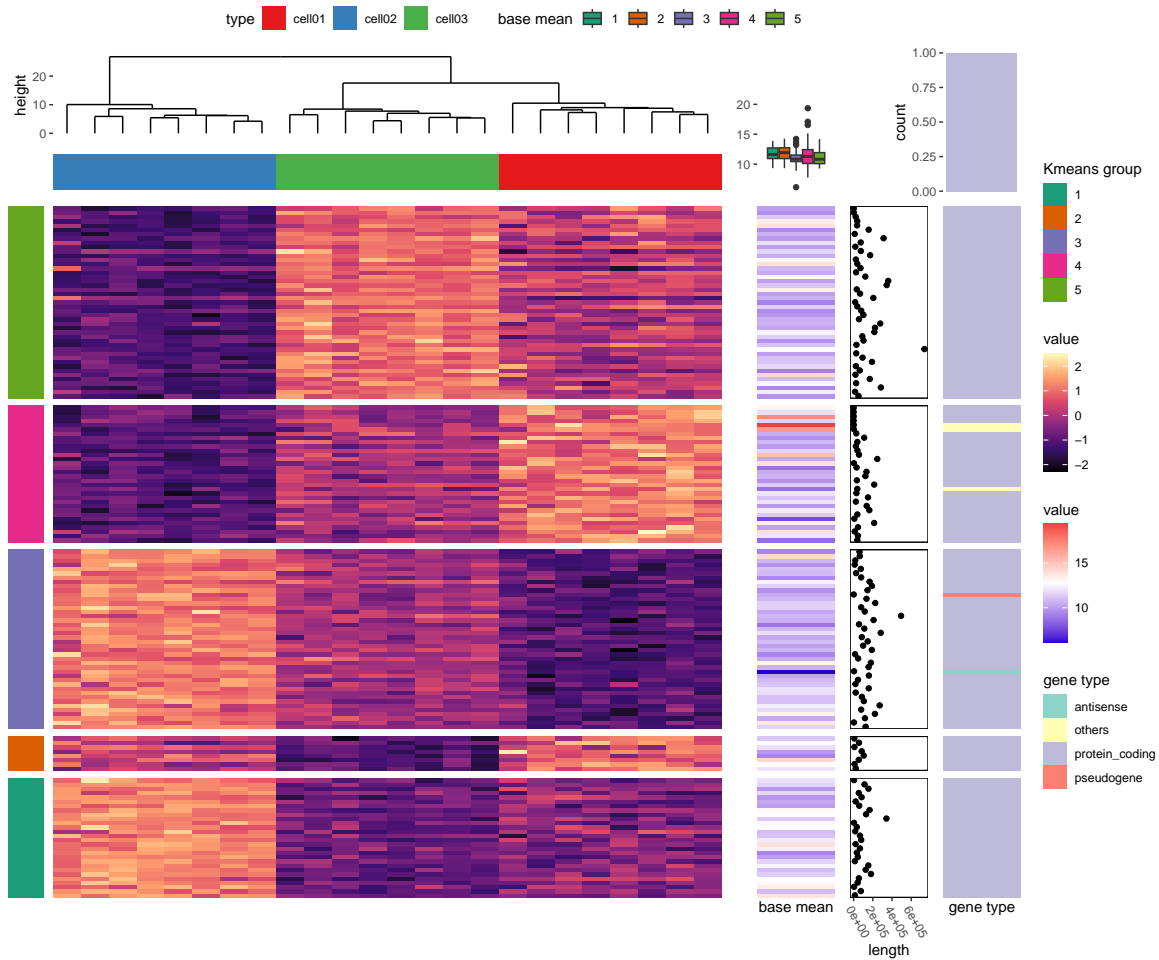 type cell01 cell02 cell03 base mean 1 2 3 4 5
height
20
10
0
20
15
10
count
1.00
0.75
0.50
0.25
0.00
Kmeans group
1
2
3
4
5
value
2
1
0
−1
−2
value
15
10
gene type
antisense
others
protein_coding
pseudogene
base mean
0e+00
2e+05
4e+05
6e+05
length
gene type